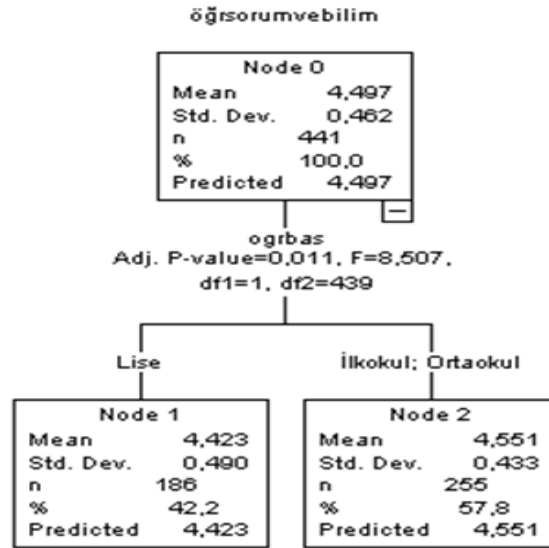 öğrsorumvebilim
Node 0
Mean 4,497
Std. Dev. 0,462
n 441
% 100,0
Predicted 4,497
ogrbas
Adj. P-value=0,011, F=8,507,
df1=1, df2=439
Lise
İlkokul; Ortaokul
Node 1
Mean 4,423
Std. Dev. 0,490
n 186
% 42,2
Predicted 4,423
Node 2
Mean 4,551
Std. Dev. 0,433
n 255
% 57,8
Predicted 4,551